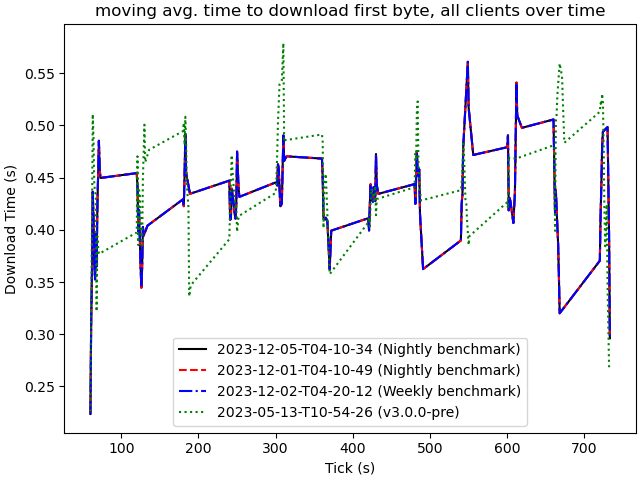 moving avg. time to download first byte, all clients over time
Download Time (s)
0.55
0.50
0.45
0.40
0.35
0.30
0.25
2023-12-05-T04-10-34 (Nightly benchmark)
2023-12-01-T04-10-49 (Nightly benchmark)
2023-12-02-T04-20-12 (Weekly benchmark)
2023-05-13-T10-54-26 (v3.0.0-pre)
100 200 300 400 500 600 700
Tick (s)